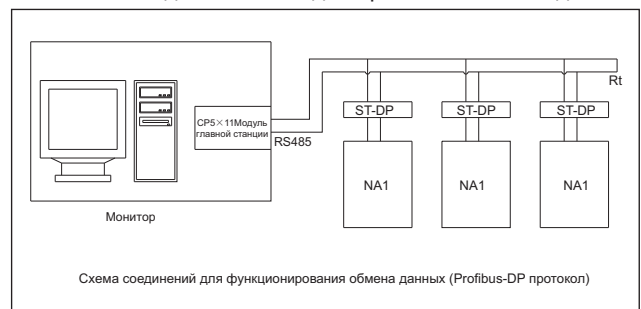 Rt
ST-DP
ST-DP
ST-DP
CP5×11Модуль
главной станции
RS485
NA1
NA1
NA1
Монитор
Схема соединений для функционирования обмена данных (Profibus-DP протокол)